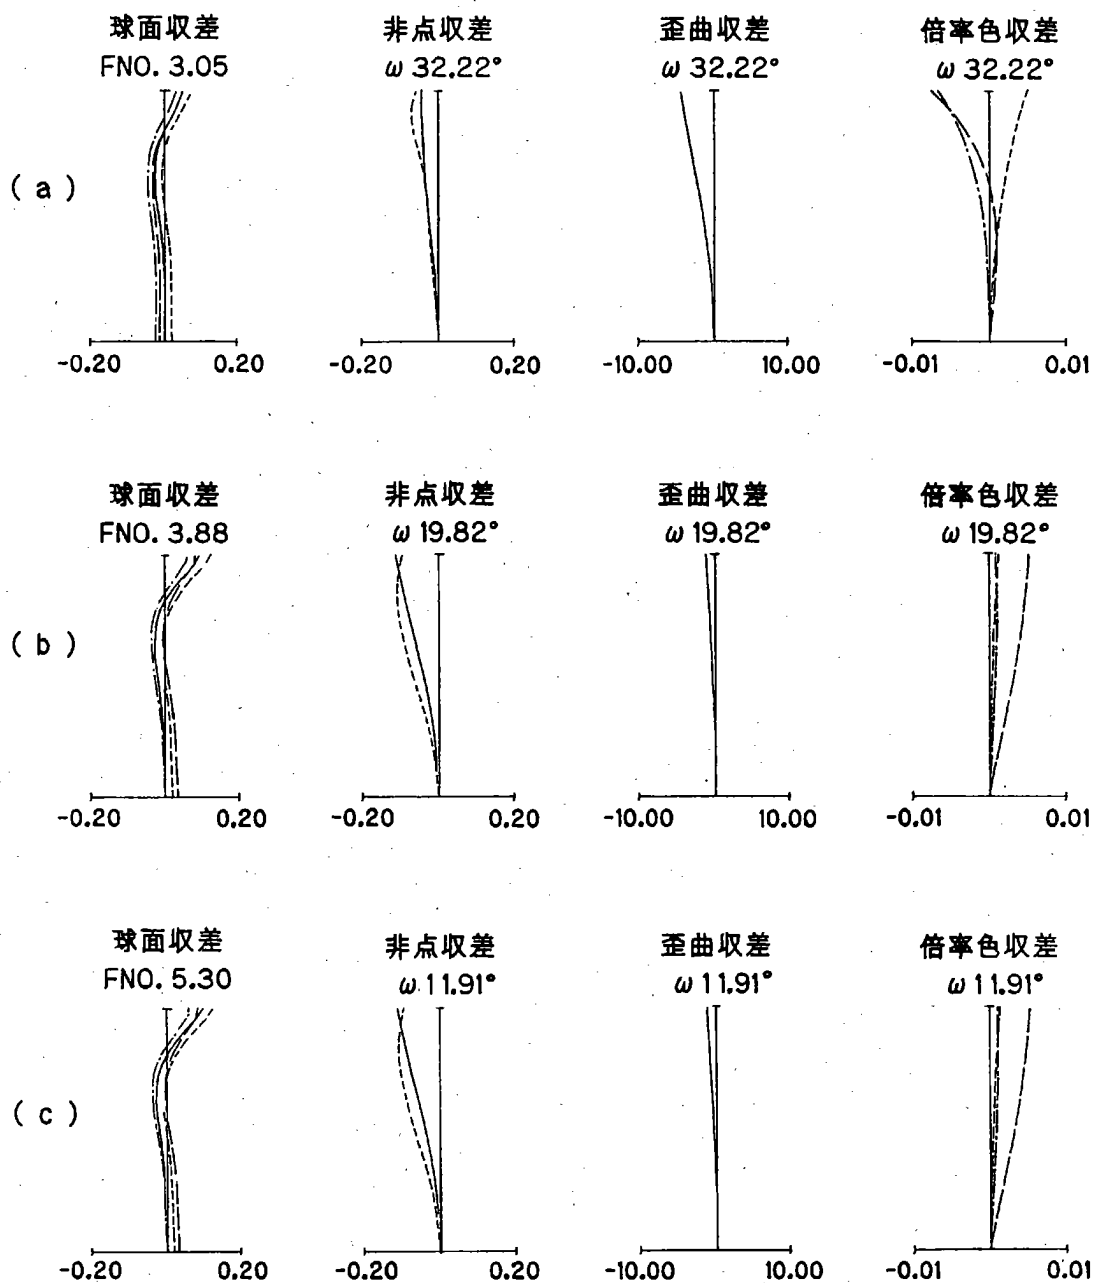 球面収差 非点収差 歪曲収差 倍率色収差
FNO. 3.05 ω 32.22° ω 32.22° ω 32.22°
( a )
-0.20 0.20 -0.20 0.20 -10.00 10.00 -0.01 0.01
球面収差 非点収差 歪曲収差 倍率色収差
FNO. 3.88 ω 19.82° ω 19.82° ω 19.82°
( b )
-0.20 0.20 -0.20 0.20 -10.00 10.00 -0.01 0.01
球面収差 非点収差 歪曲収差 倍率色収差
FNO. 5.30 ω 11.91° ω 11.91° ω 11.91°
( c )
-0.20 0.20 -0.20 0.20 -10.00 10.00 -0.01 0.01